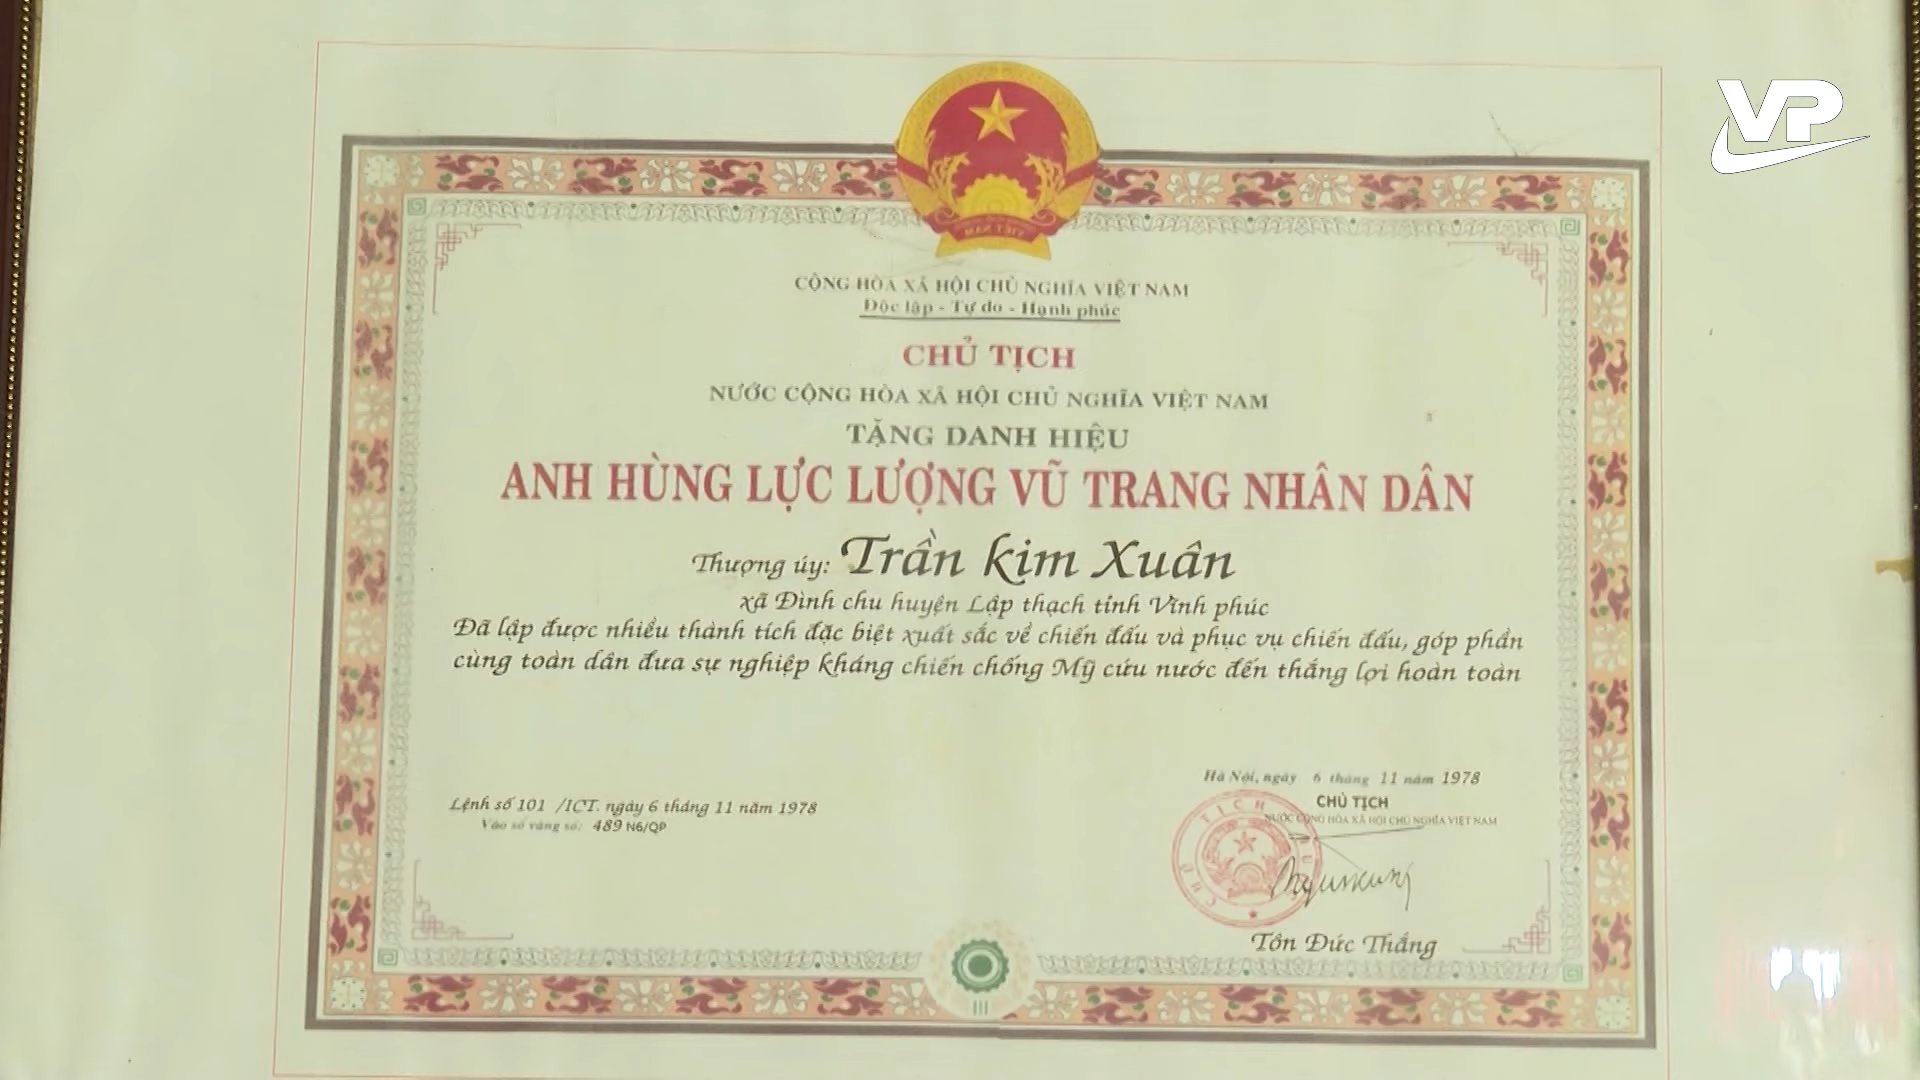 VP
VIỆT NAM
CỘNG HÒA XÃ HỘI CHỦ NGHĨA VIỆT NAM
Độc lập - Tự do - Hạnh phúc
CHỦ TỊCH
NƯỚC CỘNG HÒA XÃ HỘI CHỦ NGHĨA VIỆT NAM
TẶNG DANH HIỆU
ANH HÙNG LỰC LƯỢNG VŨ TRANG NHÂN DÂN
Thượng úy: Trần kim Xuân
xã Đình chu huyện Lập thạch tỉnh Vĩnh phúc
Đã lập được nhiều thành tích đặc biệt xuất sắc về chiến đấu và phục vụ chiến đấu, góp phần
cùng toàn dân đưa sự nghiệp kháng chiến chống Mỹ cứu nước đến thắng lợi hoàn toàn
Hà Nội, ngày 6 tháng 11 năm 1978
CHỦ TỊCH
NƯỚC CỘNG HÒA XÃ HỘI CHỦ NGHĨA VIỆT NAM
Lệnh số 101 /ICT. ngày 6 tháng 11 năm 1978
Vào sổ vàng số: 489 N6/QP
Tôn Đức Thắng